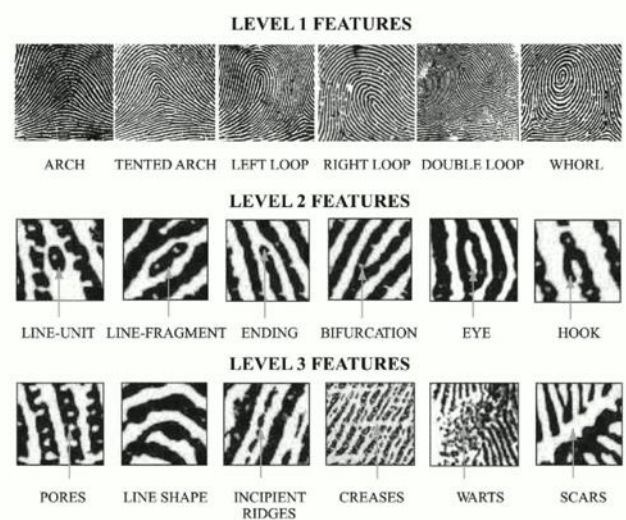 LEVEL 1 FEATURES
ARCH TENTED ARCH LEFT LOOP RIGHT LOOP DOUBLE LOOP WHORL
LEVEL 2 FEATURES
LINE-UNIT LINE-FRAGMENT ENDING BIFURCATION EYE HOOK
LEVEL 3 FEATURES
PORES LINE SHAPE INCIPIENT RIDGES CREASES WARTS SCARS